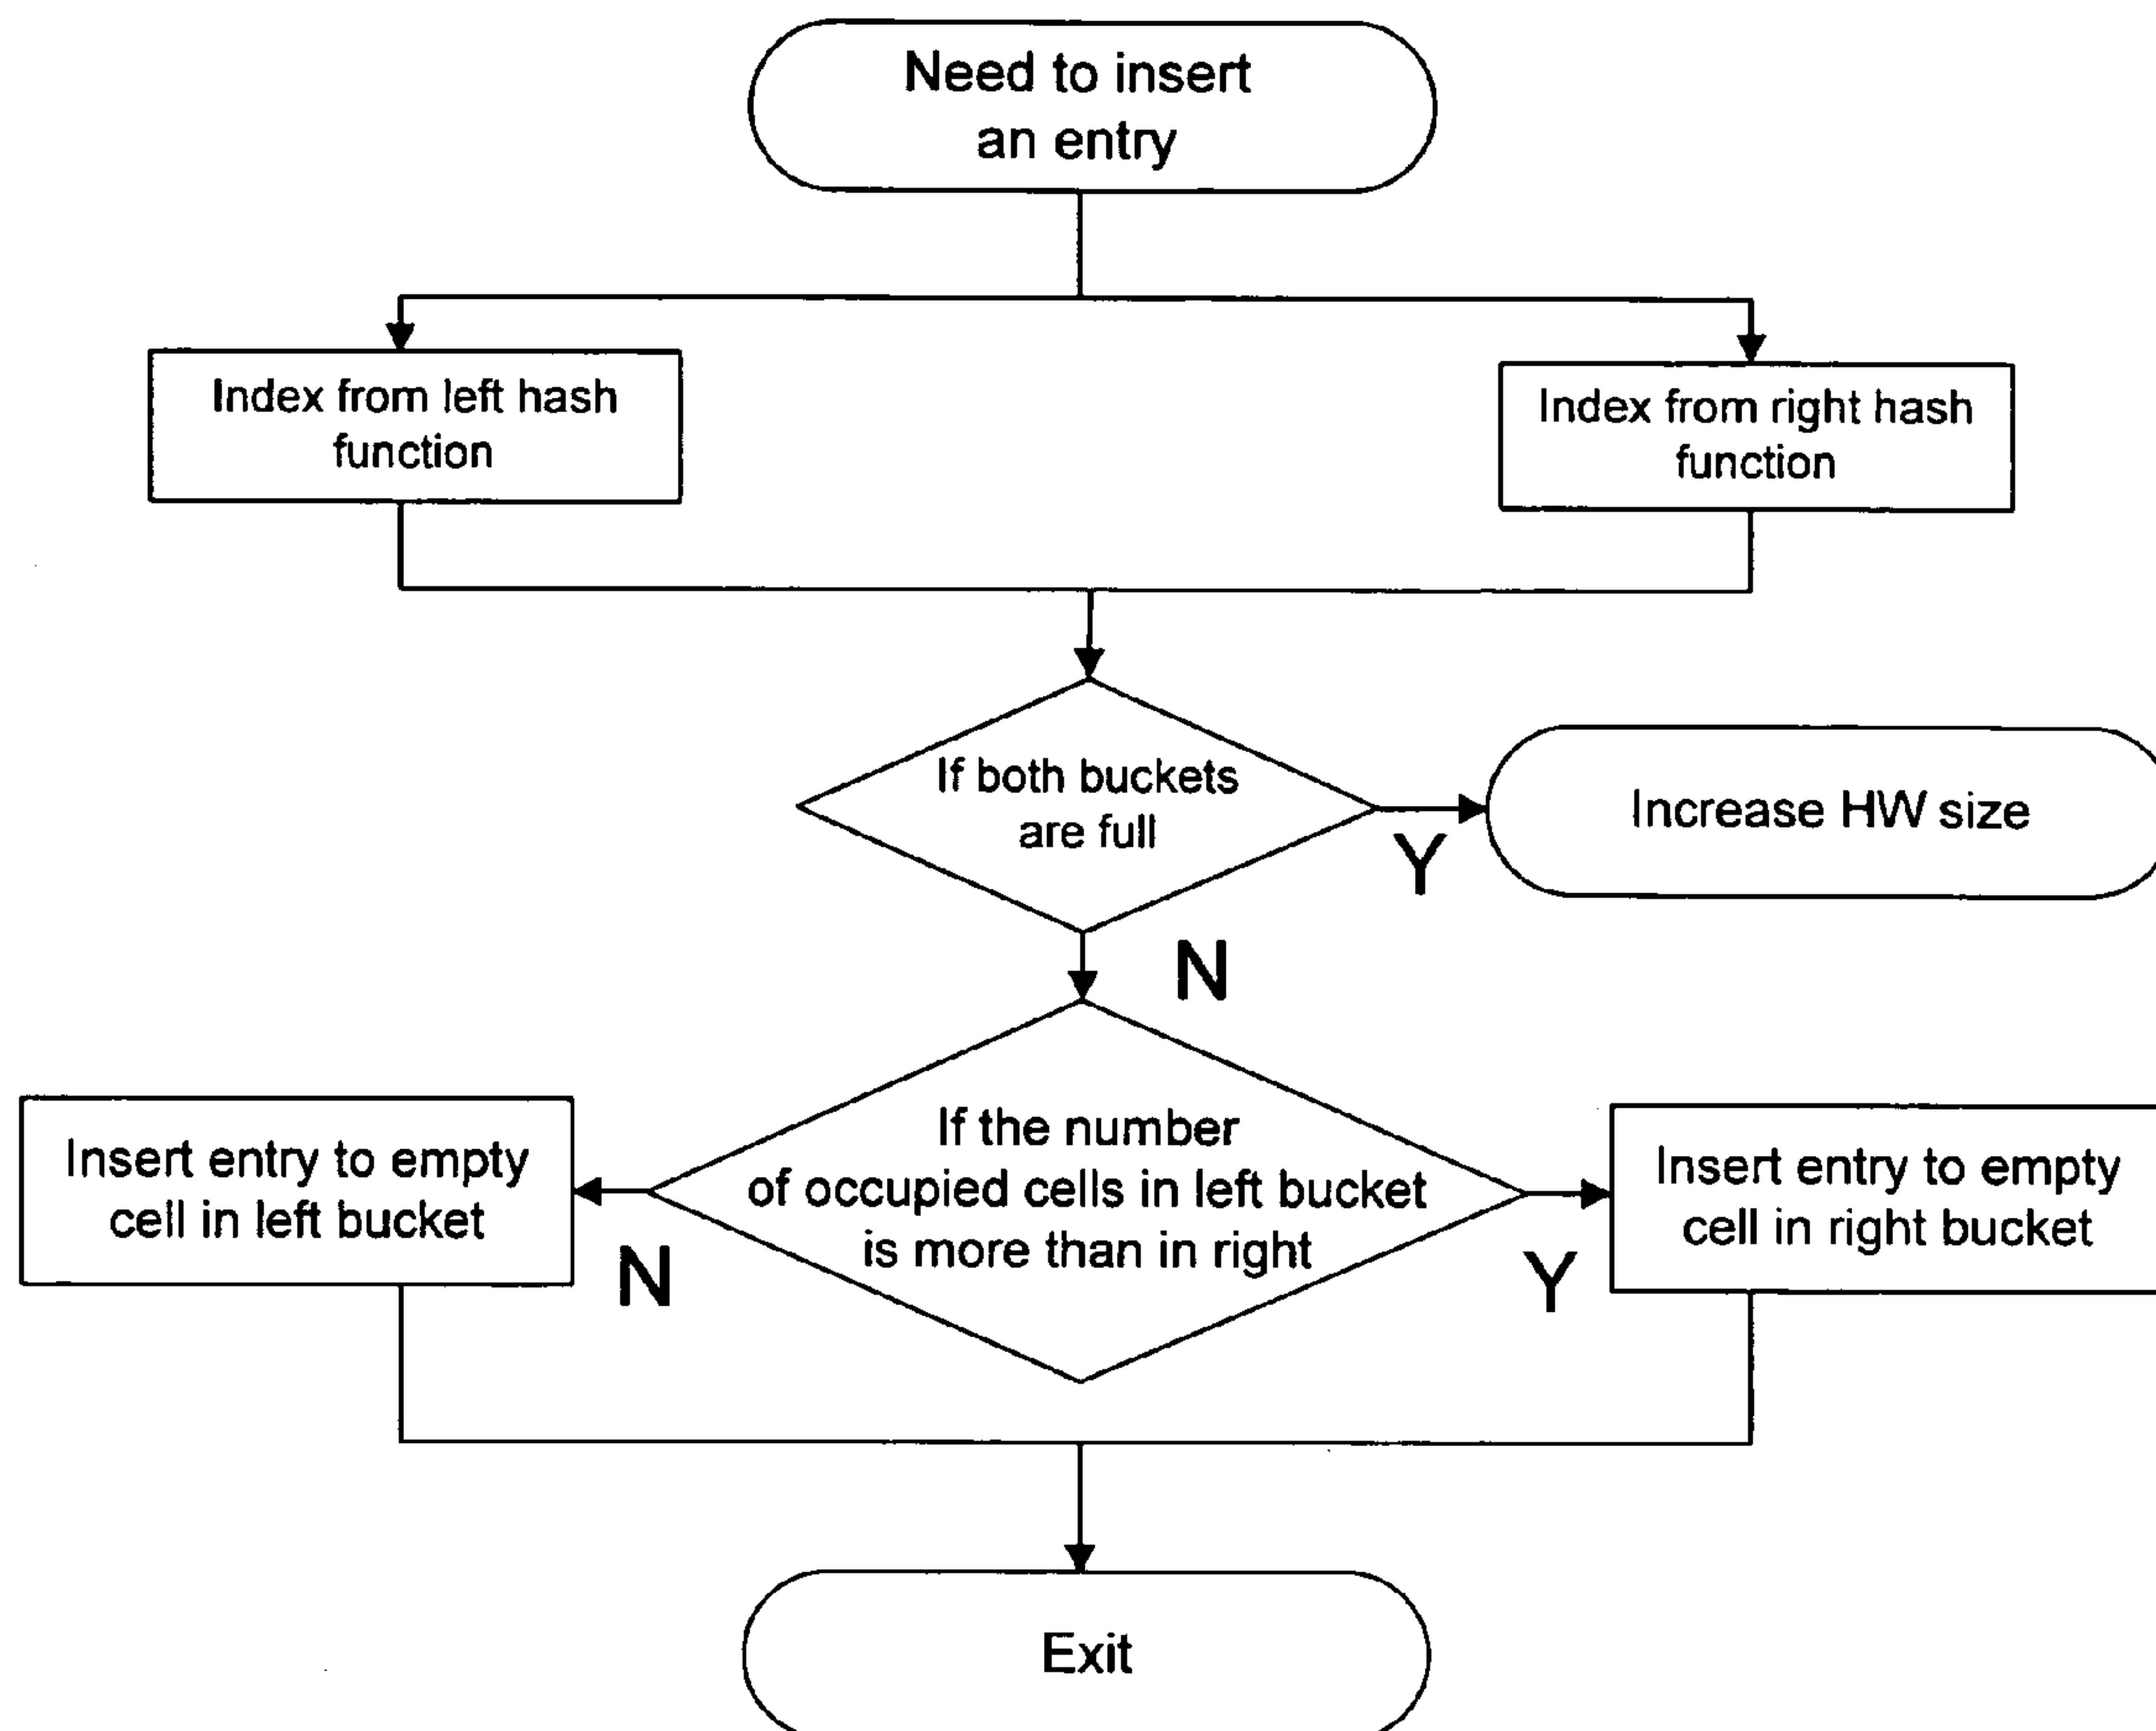 Need to insert
an entry
Index from left hash
function
Index from right hash
function
If both buckets
are full
Y
Increase HW size
N
If the number
of occupied cells in left bucket
is more than in right
Insert entry to empty
cell in left bucket
N
Y
Insert entry to empty
cell in right bucket
Exit